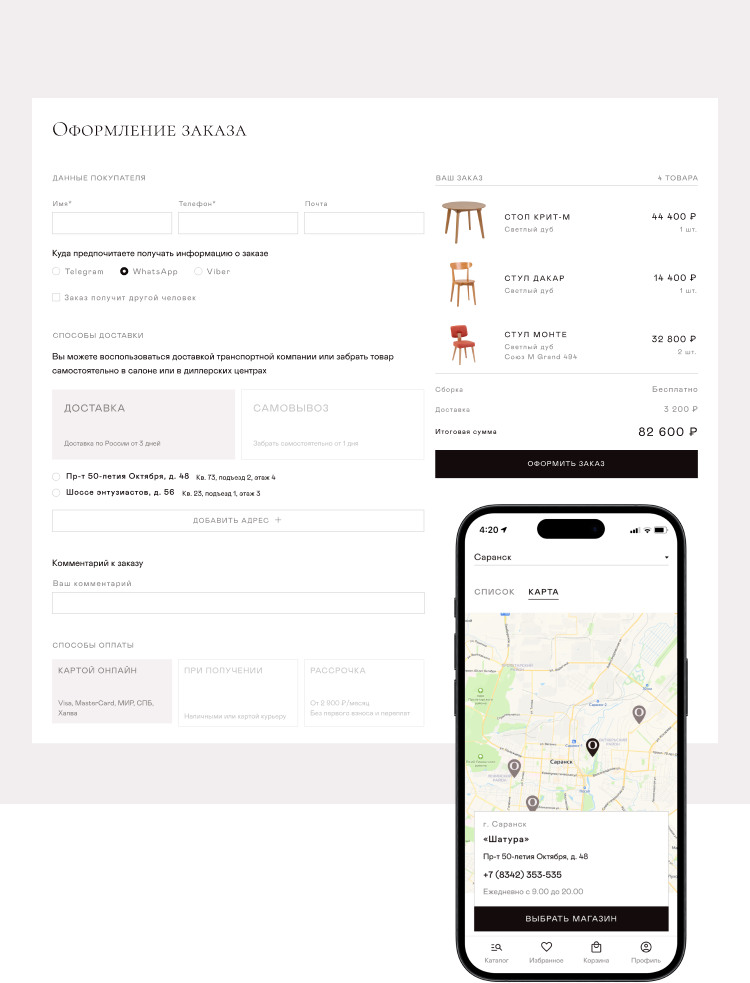 Оформление заказа
ДАННЫЕ ПОКУПАТЕЛЯ
Имя*
Телефон*
Почта
Куда предпочитаете получать информацию о заказе
Telegram
WhatsApp
Viber
Заказ получит другой человек
СПОСОБЫ ДОСТАВКИ
Вы можете воспользоваться доставкой транспортной компании или забрать товар
самостоятельно в салоне или в диллерских центрах
ДОСТАВКА
Доставка по России от 3 дней
САМОВЫВОЗ
Забрать самостоятельно от 1 дня
Пр-т 50-летия Октября, д. 48 Кв. 73, подъезд 2, этаж 4
Шоссе энтузиастов, д. 56 Кв. 23, подъезд 1, этаж 3
ДОБАВИТЬ АДРЕС +
Комментарий к заказу
Ваш комментарий
СПОСОБЫ ОПЛАТЫ
КАРТОЙ ОНЛАЙН
Visa, MasterCard, МИР, СПБ,
Халва
ПРИ ПОЛУЧЕНИИ
Наличными или картой курьеру
РАССРОЧКА
От 2 900 ₽/месяц
Без первого взноса и переплат
ВАШ ЗАКАЗ
4 ТОВАРА
СТОЛ КРИТ-М
Светлый дуб
44 400 ₽
1 шт.
СТУЛ ДАКАР
Светлый дуб
14 400 ₽
1 шт.
СТУЛ МОНТЕ
Светлый дуб
Союз M Grand 494
32 800 ₽
2 шт.
Сборка
Бесплатно
Доставка
3 200 ₽
Итоговая сумма
82 600 ₽
ОФОРМИТЬ ЗАКАЗ
4:20
Саранск
СПИСОК
КАРТА
Саранск 2
Саранск 1
Саранск
г. Саранск
«Шатура»
Пр-т 50-летия Октября, д. 48
+7 (8342) 353-535
Ежедневно с 9.00 до 20.00
ВЫБРАТЬ МАГАЗИН
Каталог
Избранное
Корзина
Профиль